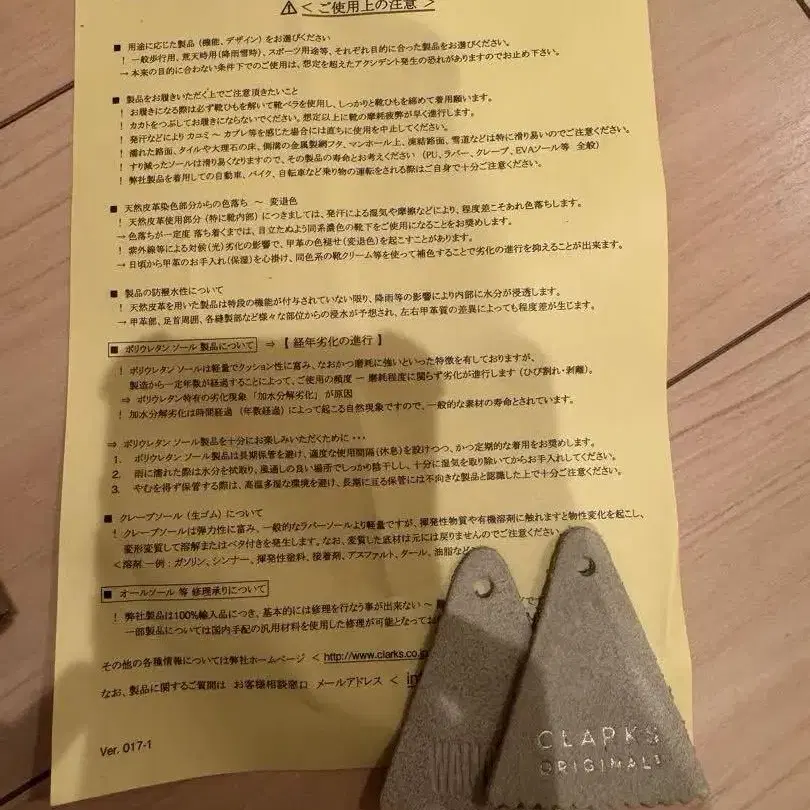 ⚠ < ご使用上の注意 >
■ 用途に応じた製品 (機能、デザイン) をお選びください
! 一般歩行用、荒天時用(降雨雪時)、スポーツ用途等、それぞれ目的に合った製品をお選びください。
→ 本来の目的に合わない条件下でのご使用は、想定を超えたアクシデント発生の恐れがありますのでお止め下さい。
■ 製品をお履きいただく上でご注意頂きたいこと
! お履きになる際は必ず靴ひもを解いて靴ベラを使用し、しっかりと靴ひもを締めて着用願います。
! カカトをつぶしてお履きにならないでください。想定以上に靴の摩耗疲弊が早く進行します。
! 発汗などにより カユミ ～ カブレ等を感じた場合には直ちに使用を中止してください。
! 濡れた路面、タイルや大理石の床、側溝の金属製網フタ、マンホール上、凍結路面、雪道などは特に滑り易いのでご注意ください。
! すり減ったソールは滑り易くなりますので、その製品の寿命とお考えください (PU、ラバー、クレープ、EVAソール等 全般)
! 弊社製品を着用しての自動車、バイク、自転車など乗り物の運転をされる際はご自身で十分ご注意ください。
■ 天然皮革染色部分からの色落ち ～ 変退色
! 天然皮革使用部分 (特に靴内部) につきましては、発汗による湿気や摩擦などにより、程度差こそあれ色落ちします。
→ 色落ちが一定度 落ち着くまでは、目立たぬよう同系濃色の靴下をご使用になることをお奨めします。
! 紫外線等による対候(光)劣化の影響で、甲革の色褪せ(変退色)を起こすことがあります。
→ 日頃から甲革のお手入れ(保湿)を心掛け、同色系の靴クリーム等を使って補色することで劣化の進行を抑えることが出来ます。
■ 製品の防撥水性について
! 天然皮革を用いた製品は特段の機能が付与されていない限り、降雨等の影響により内部に水分が浸透します。
→ 甲革部、足首周囲、各縫製部など様々な部位からの浸水が予想され、左右甲革質の差異によっても程度差が生じます。
■ ポリウレタン ソール 製品について ⇒ 【 経年劣化の進行 】
! ポリウレタン ソールは軽量でクッション性に富み、なおかつ磨耗に強いといった特徴を有しておりますが、
製造から一定年数が経過することによって、ご使用の頻度 ー 磨耗程度に関らず劣化が進行します (ひび割れ・剥離)。
⇒ ポリウレタン特有の劣化現象 「加水分解劣化」 が原因
! 加水分解劣化は時間経過 (年数経過) によって起こる自然現象ですので、一般的な素材の寿命とされています。
⇒ ポリウレタン ソール製品を十分にお楽しみいただくために・・・
1. ポリウレタン ソール製品は長期保管を避け、適度な使用間隔(休息)を設けつつ、かつ定期的な着用をお奨めします。
2. 雨に濡れた際は水分を拭取り、風通しの良い場所でしっかり陰干しし、十分に湿気を取り除いてからお手入れしてください。
3. やむを得ず保管する際は、高温多湿な環境を避け、長期に亘る保管には不向きな製品と認識した上で十分ご注意ください。
■ クレープソール (生ゴム) について
! クレープソールは弾力性に富み、一般的なラバーソールより軽量ですが、揮発性物質や有機溶剤に触れますと物性変化を起こし、
変形変質して溶解またはベタ付きを発生します。なお、変質した底材は元には戻りませんのでご注意ください
< 溶剤 一例 : ガソリン、シンナー、揮発性塗料、接着剤、アスファルト、タール、油脂など
■ オールソール 等 修理承りについて
! 弊社製品は100%輸入品につき、基本的には修理を行なう事が出来ない ～
一部製品については国内手配の汎用材料を使用した修理が可能となって
その他の各種情報については弊社ホームページ < http://www.clarks.co.jp
なお、製品に関するご質問は お客様相談窓口 メールアドレス < in
Ver. 017-1
CLARKS
ORIGINALS